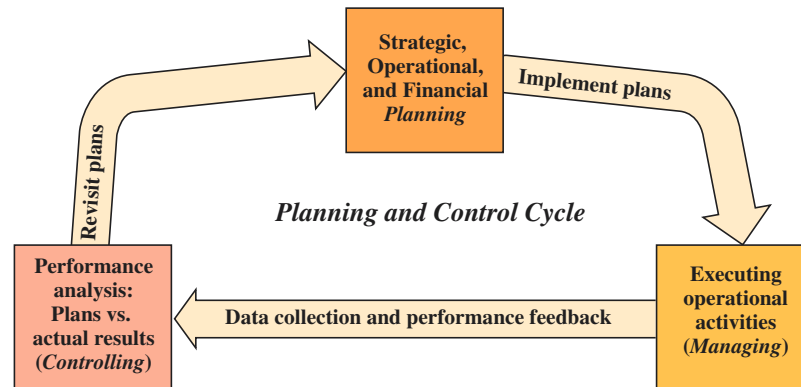 Strategic,
Operational,
and Financial
Planning
Implement plans
Revisit plans
Planning and Control Cycle
Performance
analysis:
Plans vs.
actual results
(Controlling)
Data collection and performance feedback
Executing
operational
activities
(Managing)